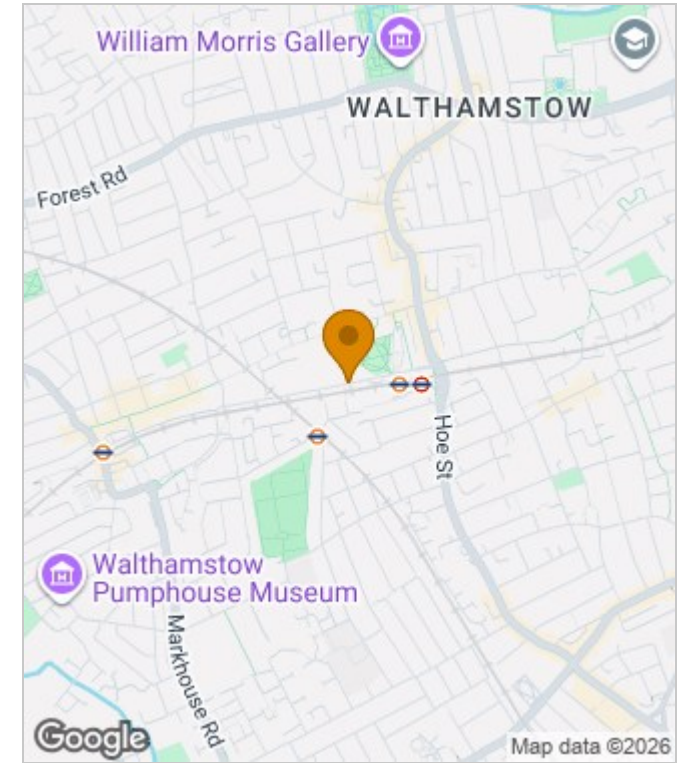 William Morris Gallery
WALTHAMSTOW
Forest Rd
Hoe St
Walthamstow
Pumphouse Museum
Markhouse Rd
Google
Map data ©2026